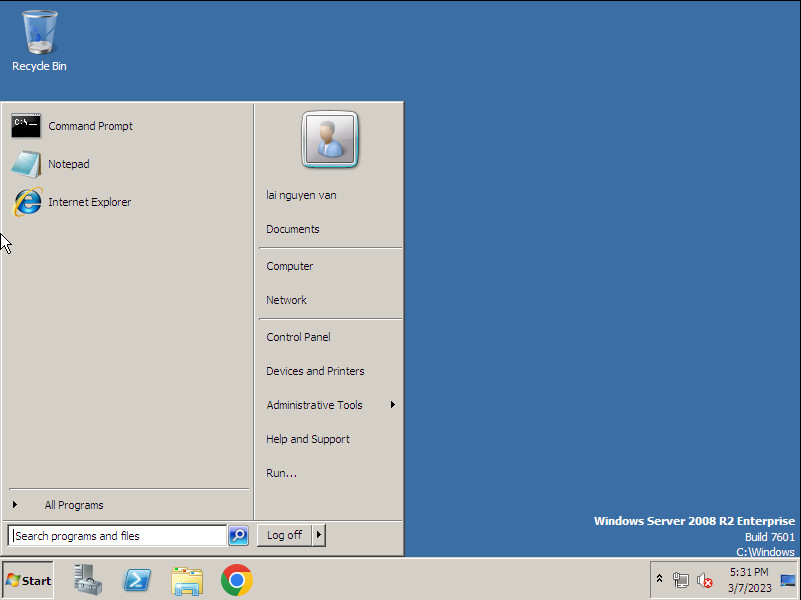 Recycle Bin
Command Prompt
Notepad
Internet Explorer
All Programs
Search programs and files
lai nguyen van
Documents
Computer
Network
Control Panel
Devices and Printers
Administrative Tools
Help and Support
Run...
Log off
Windows Server 2008 R2 Enterprise
Build 7601
C:\Windows
Start
5:31 PM
3/7/2023